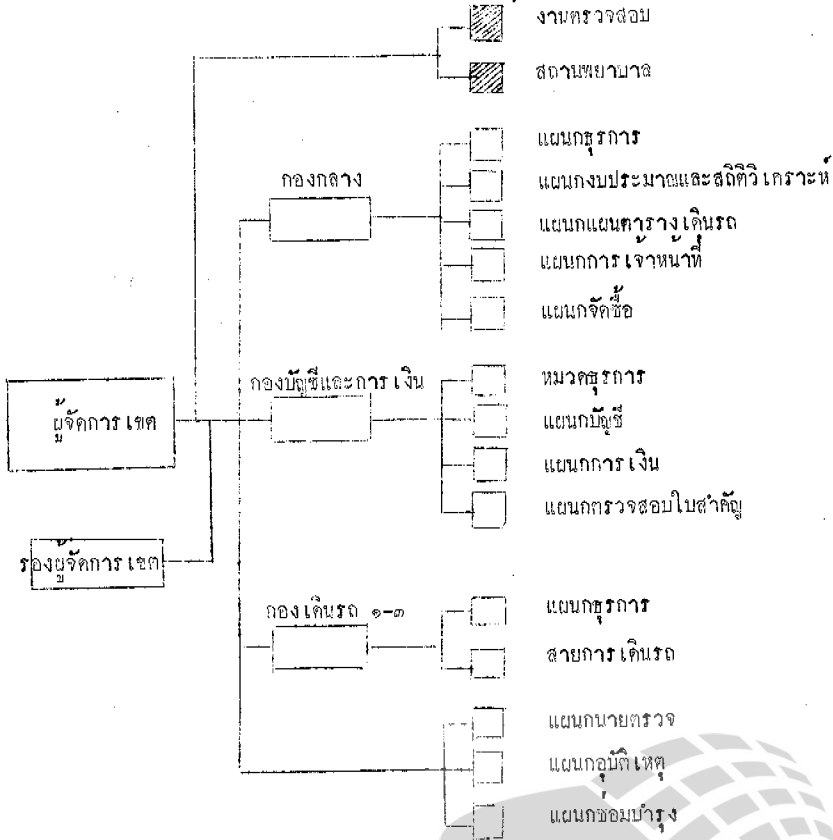 งานตรวจสอบ
สถานพยาบาล
แผนกธุรการ
กองกลาง
แผนกงบประมาณและสถิติวิเคราะห์
แผนกแผนตารางเดินรถ
แผนกการเจ้าหน้าที่
แผนกจัดซื้อ
กองบัญชีและการเงิน
หมวดธุรการ
ผู้จัดการเขต
แผนกบัญชี
แผนกการเงิน
แผนกตรวจสอบใบสำคัญ
รองผู้จัดการเขต
กองเดินรถ ๑-๓
แผนกธุรการ
สายการเดินรถ
แผนกนายตรวจ
แผนกอุบัติเหตุ
แผนกซ่อมบำรุง